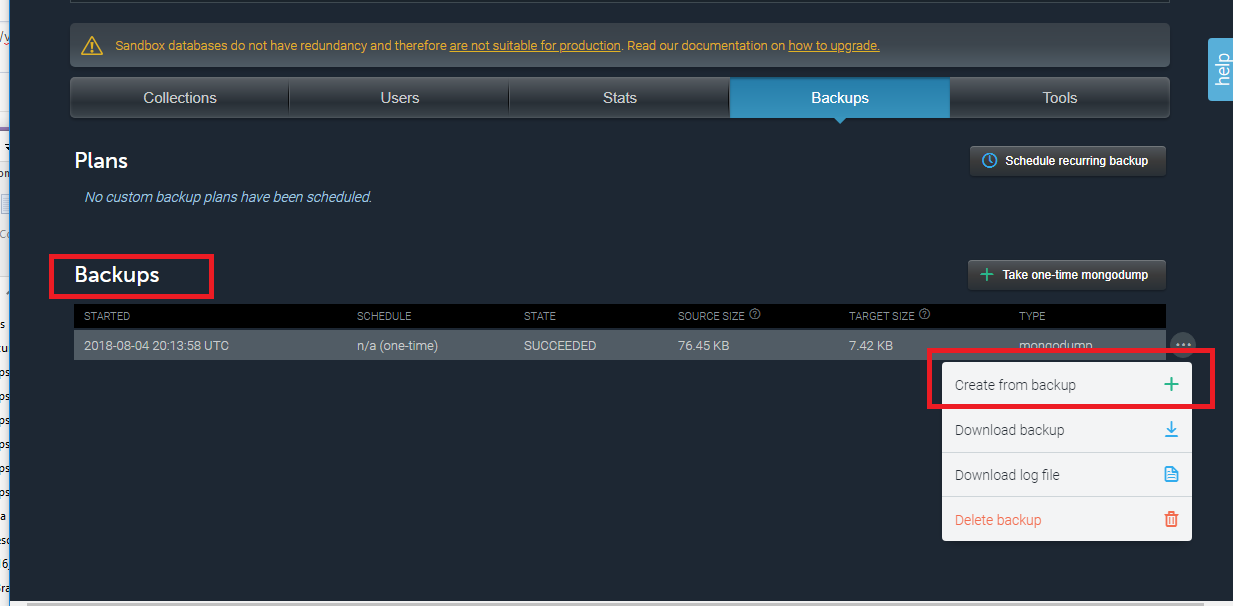 Sandbox databases do not have redundancy and therefore are not suitable for production. Read our documentation on how to upgrade.
help
Collections Users Stats Backups Tools
Plans
Schedule recurring backup
No custom backup plans have been scheduled.
Backups
Take one-time mongodump
STARTED SCHEDULE STATE SOURCE SIZE TARGET SIZE TYPE
2018-08-04 20:13:58 UTC n/a (one-time) SUCCEEDED 76.45 KB 7.42 KB mongodump
Create from backup
Download backup
Download log file
Delete backup